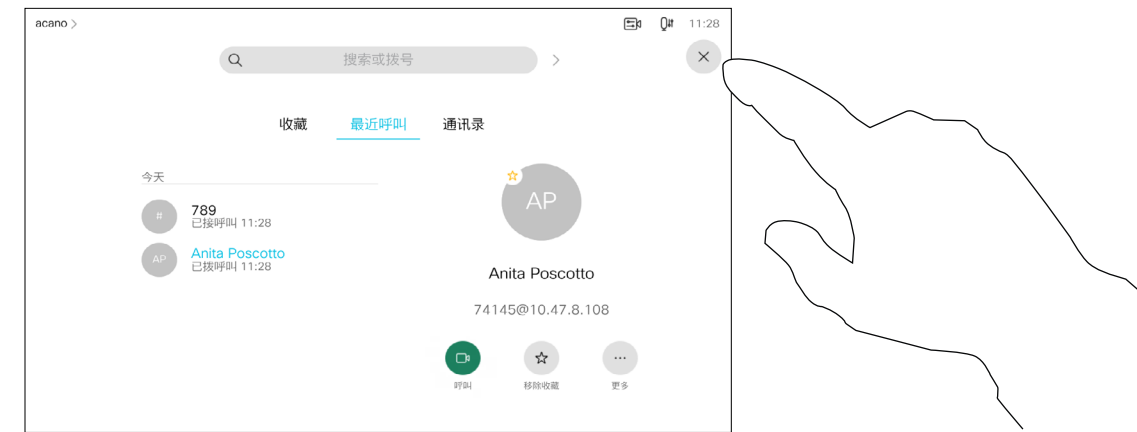 acano
11:28
搜索或拨号
收藏 最近呼叫 通讯录
今天
#
789
已接呼叫 11:28
AP
Anita Poscotto
已拨呼叫 11:28
AP
Anita Poscotto
74145@10.47.8.108
呼叫 移除收藏 更多